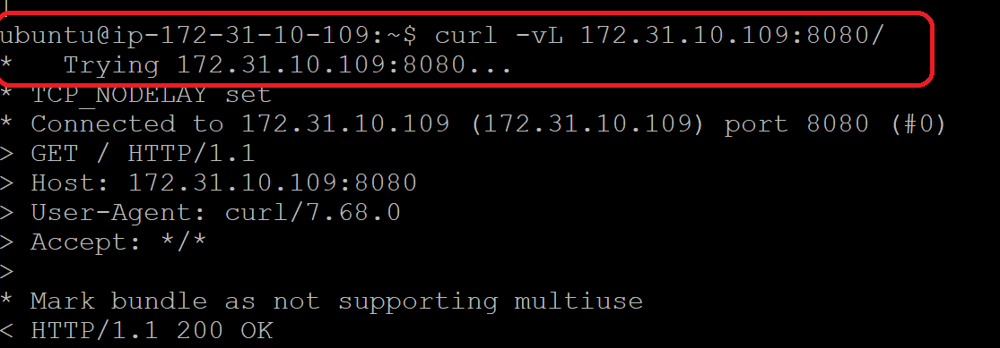 ubuntu@ip-172-31-10-109:~$ curl -vL 172.31.10.109:8080/
*   Trying 172.31.10.109:8080...
* TCP_NODELAY set
* Connected to 172.31.10.109 (172.31.10.109) port 8080 (#0)
> GET / HTTP/1.1
> Host: 172.31.10.109:8080
> User-Agent: curl/7.68.0
> Accept: */*
>
* Mark bundle as not supporting multiuse
< HTTP/1.1 200 OK